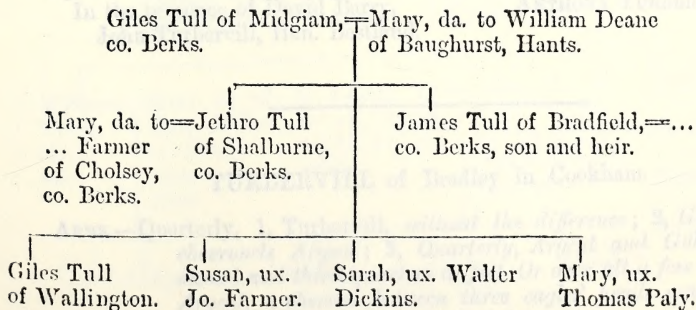 Giles Tull of Midgiam,=Mary, da. to William Deane
co. Berks. of Baughurst, Hants.
Mary, da. to=Jethro Tull
... Farmer of Shalburne,
of Cholsey, co. Berks.
co. Berks.
James Tull of Bradfield,=...
co. Berks, son and heir.
Giles Tull
of Wallington.
Susan, ux.
Jo. Farmer.
Sarah, ux. Walter
Dickins.
Mary, ux.
Thomas Paly.